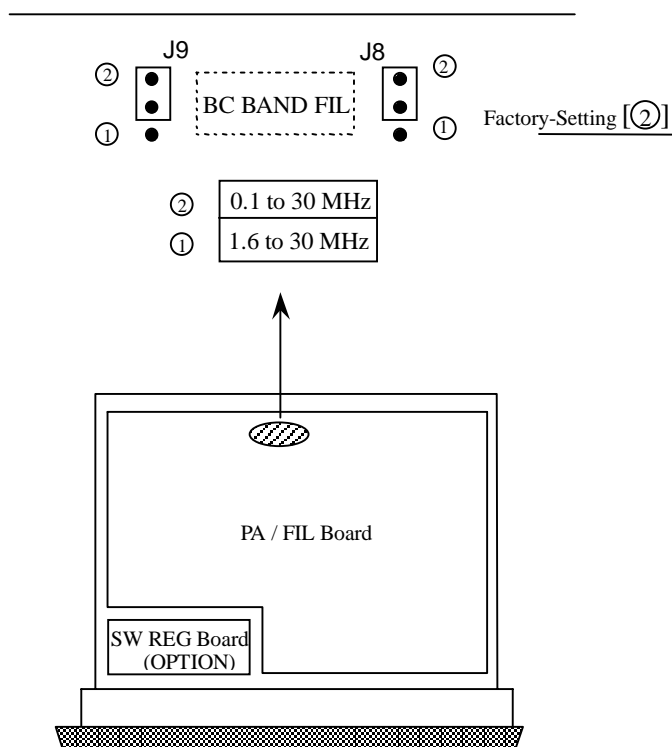 J9 J8
② ②
BC BAND FIL
① ① Factory-Setting [②]
② 0.1 to 30 MHz
① 1.6 to 30 MHz
PA / FIL Board
SW REG Board
(OPTION)